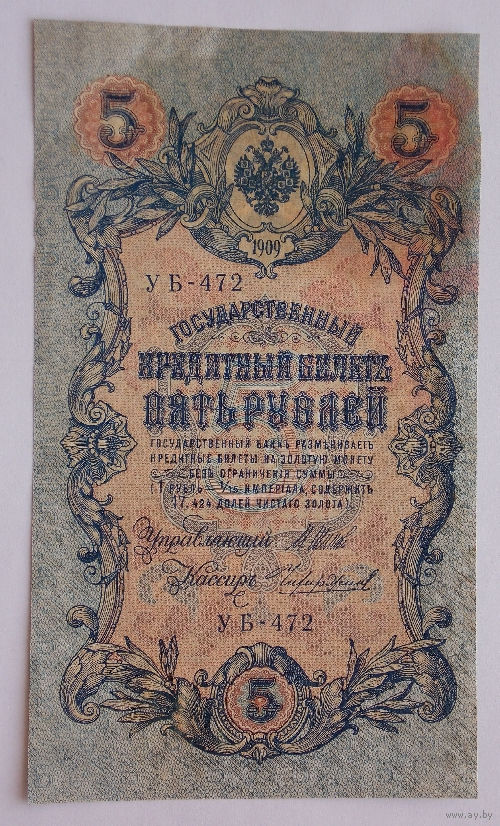 5 5
1909
УБ-472
ГОСУДАРСТВЕННЫЙ
КРЕДИТНЫЙ БИЛЕТЪ
ПЯТЬ РУБЛЕЙ
ГОСУДАРСТВЕННЫЙ БАНКЪ РАЗМѢНИВАЕТЪ
КРЕДИТНЫЕ БИЛЕТЫ НА ЗОЛОТУЮ МОНЕТУ
БЕЗЪ ОГРАНИЧЕНІЯ СУММЫ
(1 РУБЛЬ = 1/15 ИМПЕРІАЛА, СОДЕРЖИТЪ
17,424 ДОЛЕЙ ЧИСТАГО ЗОЛОТА)
Управляющій
Кассиръ
УБ-472
5
www.ay.by